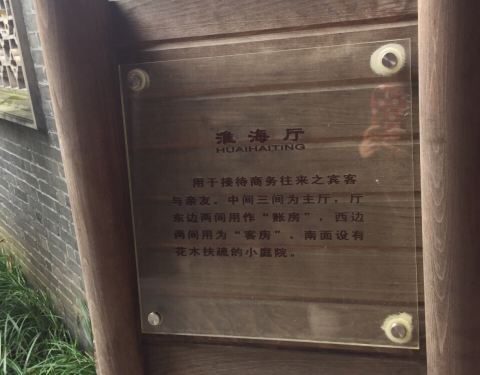 淮海厅
HUAIHAITING
用于接待商务往来之宾客
与亲友。中间三间为主厅，厅
东边两间用作“账房”，西边
两间用为“客房”。南面设有
花木扶疏的小庭院。